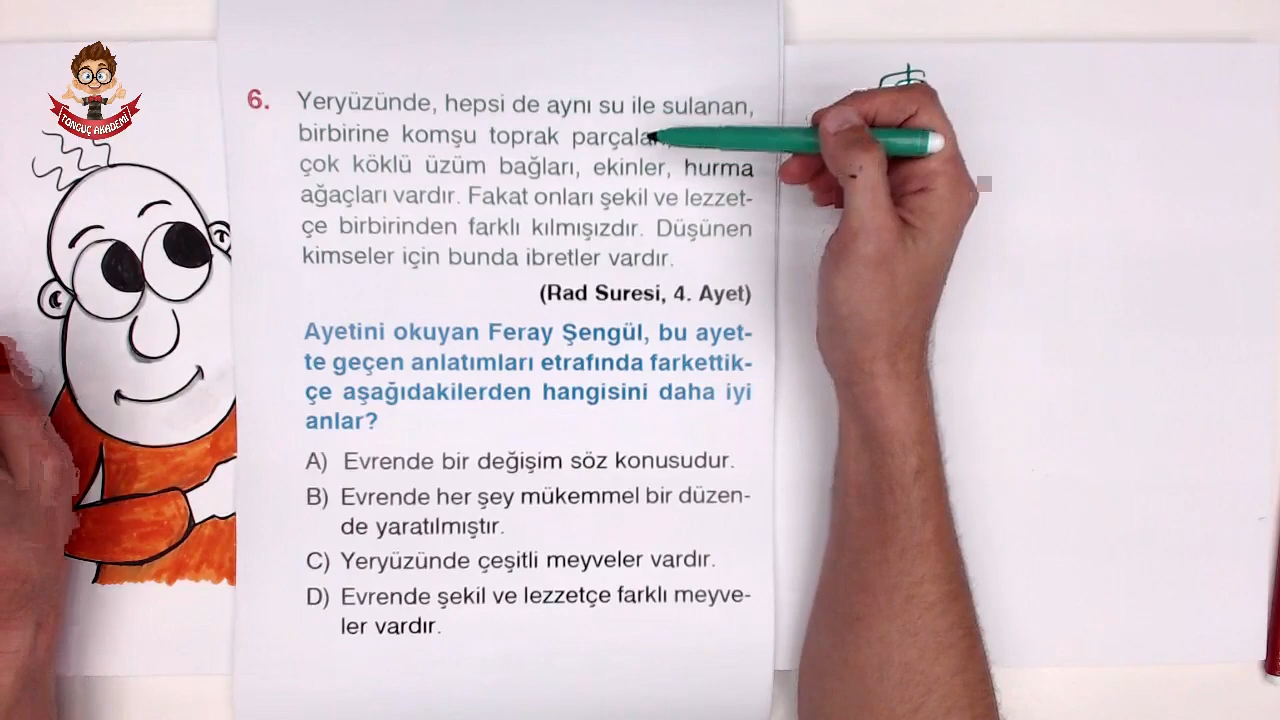 TONGUÇ AKADEMİ
6. Yeryüzünde, hepsi de aynı su ile sulanan,
birbirine komşu toprak
çok köklü üzüm bağları, ekinler, hurma
ağaçları vardır. Fakat onları şekil ve lezzet-
çe birbirinden farklı kılmışızdır. Düşünen
kimseler için bunda ibretler vardır.
(Rad Suresi, 4. Ayet)
Ayetini okuyan Feray Şengül, bu ayet-
te geçen anlatımları etrafında farkettik-
çe aşağıdakilerden hangisini daha iyi
anlar?
A) Evrende bir değişim söz konusudur.
B) Evrende her şey mükemmel bir düzen-
de yaratılmıştır.
C) Yeryüzünde çeşitli meyveler vardır.
D) Evrende şekil ve lezzetçe farklı meyve-
ler vardır.